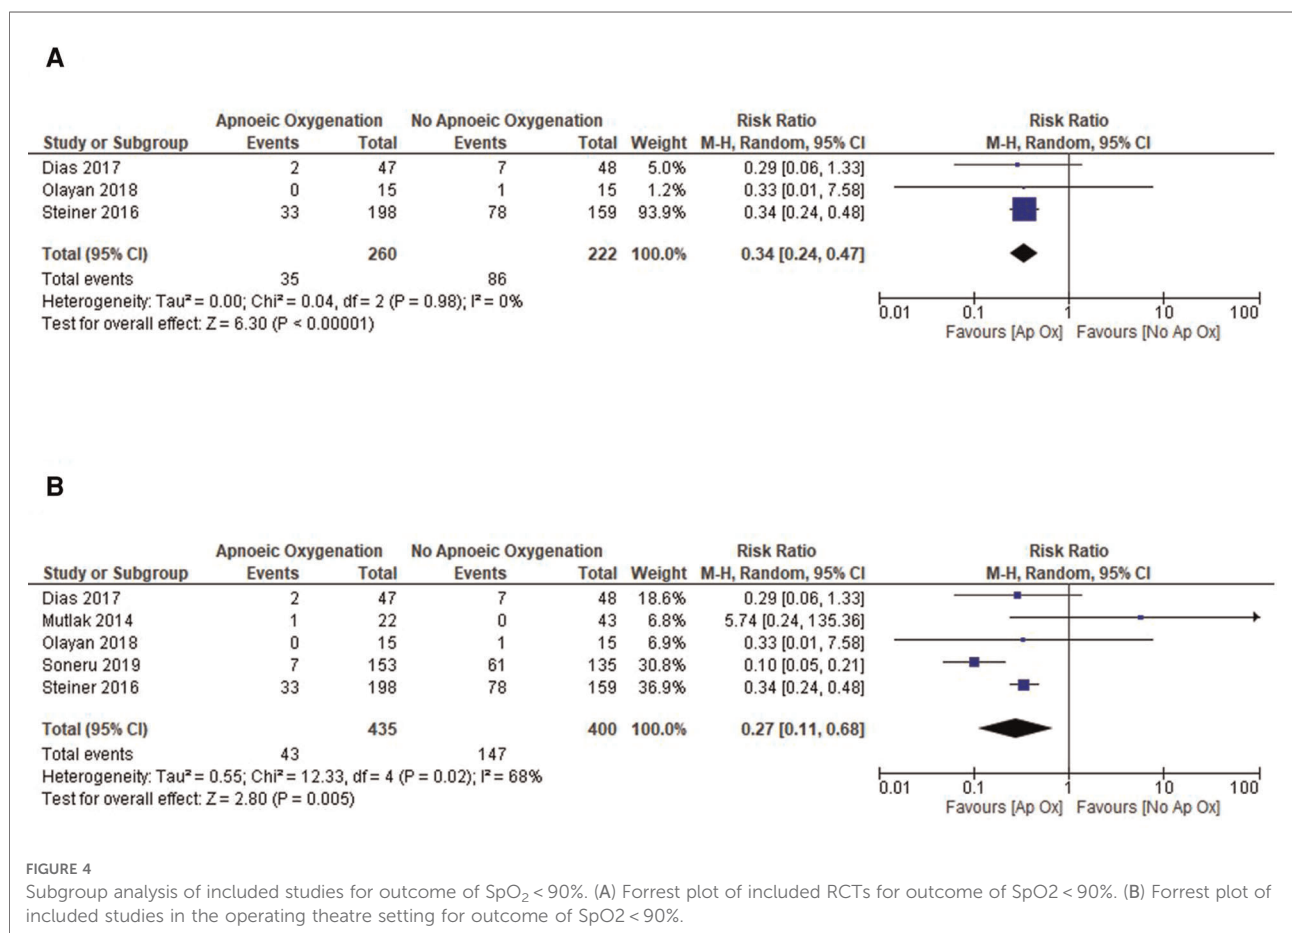 A
Apnoeic Oxygenation No Apnoeic Oxygenation Risk Ratio Risk Ratio
Study or Subgroup Events Total Events Total Weight M-H, Random, 95% CI M-H, Random, 95% CI
Dias 2017 2 47 7 48 5.0% 0.29 [0.06, 1.33]
Olayan 2018 0 15 1 15 1.2% 0.33 [0.01, 7.58]
Steiner 2016 33 198 78 159 93.9% 0.34 [0.24, 0.48]
Total (95% CI) 260 222 100.0% 0.34 [0.24, 0.47]
Total events 35 86
Heterogeneity: Tau² = 0.00; Chi² = 0.04, df = 2 (P = 0.98); I² = 0%
Test for overall effect: Z = 6.30 (P < 0.00001)
0.01 0.1 1 10 100
Favours [Ap Ox] Favours [No Ap Ox]
B
Apnoeic Oxygenation No Apnoeic Oxygenation Risk Ratio Risk Ratio
Study or Subgroup Events Total Events Total Weight M-H, Random, 95% CI M-H, Random, 95% CI
Dias 2017 2 47 7 48 18.6% 0.29 [0.06, 1.33]
Mutlak 2014 1 22 0 43 6.8% 5.74 [0.24, 135.36]
Olayan 2018 0 15 1 15 6.9% 0.33 [0.01, 7.58]
Soneru 2019 7 153 61 135 30.8% 0.10 [0.05, 0.21]
Steiner 2016 33 198 78 159 36.9% 0.34 [0.24, 0.48]
Total (95% CI) 435 400 100.0% 0.27 [0.11, 0.68]
Total events 43 147
Heterogeneity: Tau² = 0.55; Chi² = 12.33, df = 4 (P = 0.02); I² = 68%
Test for overall effect: Z = 2.80 (P = 0.005)
0.01 0.1 1 10 100
Favours [Ap Ox] Favours [No Ap Ox]
FIGURE 4
Subgroup analysis of included studies for outcome of SpO₂ < 90%. (A) Forrest plot of included RCTs for outcome of SpO2 < 90%. (B) Forrest plot of
included studies in the operating theatre setting for outcome of SpO2 < 90%.